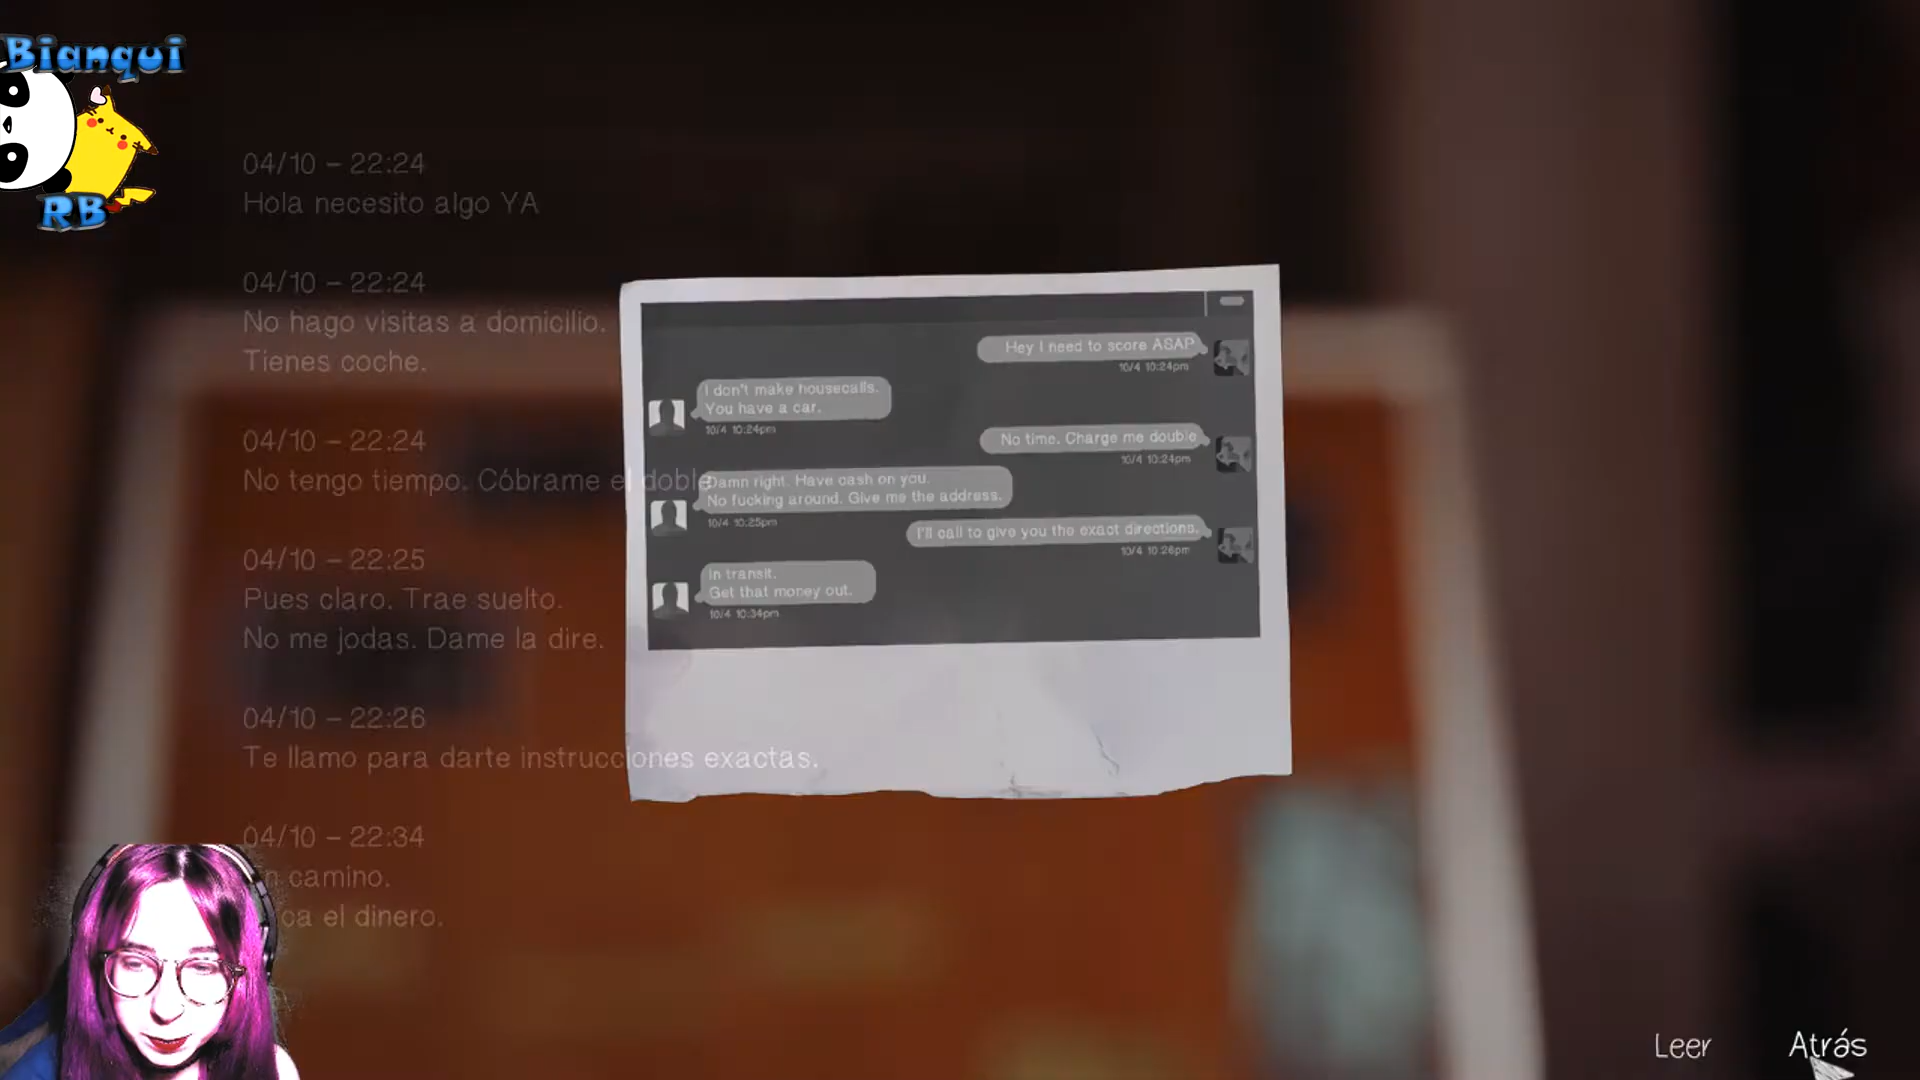 Bianqui
RB
04/10 – 22:24
Hola necesito algo YA
04/10 – 22:24
No hago visitas a domicilio.
Tienes coche.
04/10 – 22:24
No tengo tiempo. Cóbrame el doble
04/10 – 22:25
Pues claro. Trae suelto.
No me jodas. Dame la dire.
04/10 – 22:26
Te llamo para darte instrucciones exactas.
04/10 – 22:34
camino.
el dinero.
Hey I need to score ASAP
10/4 10:24pm
I don't make housecalls.
You have a car.
10/4 10:24pm
No time. Charge me double
10/4 10:24pm
Damn right. Have cash on you.
No fucking around. Give me the address.
10/4 10:25pm
I'll call to give you the exact directions.
10/4 10:26pm
In transit.
Get that money out.
10/4 10:34pm
Leer
Atrás